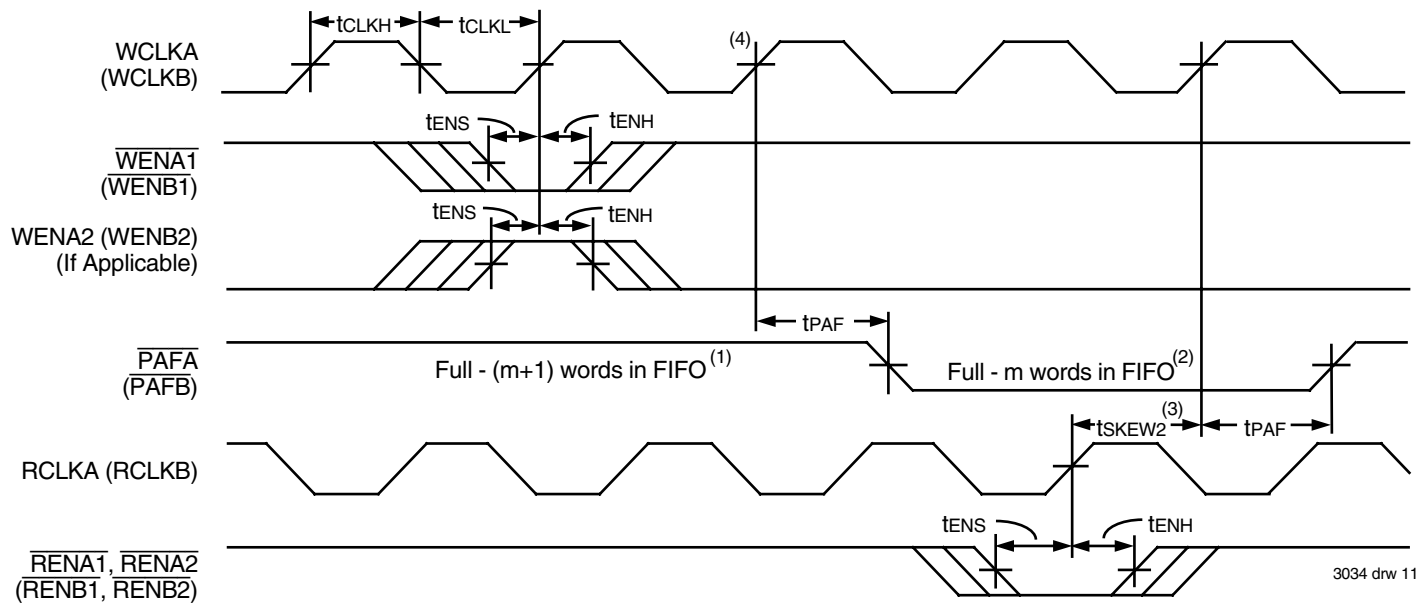 tCLKH
tCLKL
(4)
WCLKA
(WCLKB)
tENS
tENH
WENA1
(WENB1)
tENS
tENH
WENA2 (WENB2)
(If Applicable)
tPAF
PAFA
(PAFB)
Full - (m+1) words in FIFO(1)
Full - m words in FIFO(2)
(3)
tSKEW2
tPAF
RCLKA (RCLKB)
tENS
tENH
RENA1, RENA2
(RENB1, RENB2)
3034 drw 11